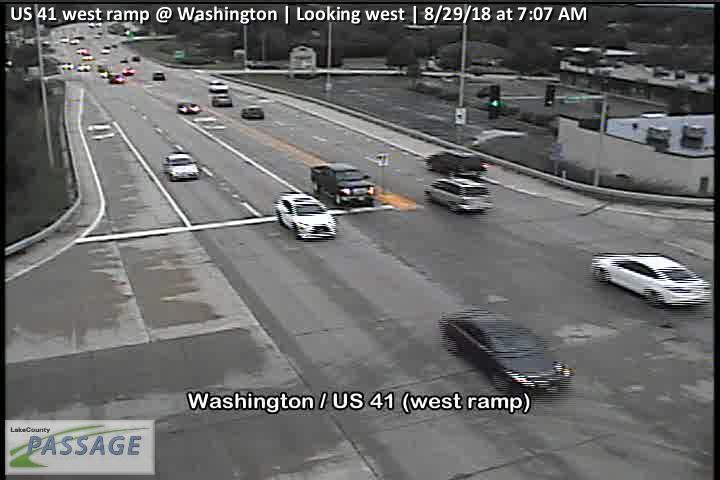 US 41 west ramp @ Washington | Looking west | 8/29/18 at 7:07 AM
Washington / US 41 (west ramp)
LakeCounty
PASSAGE